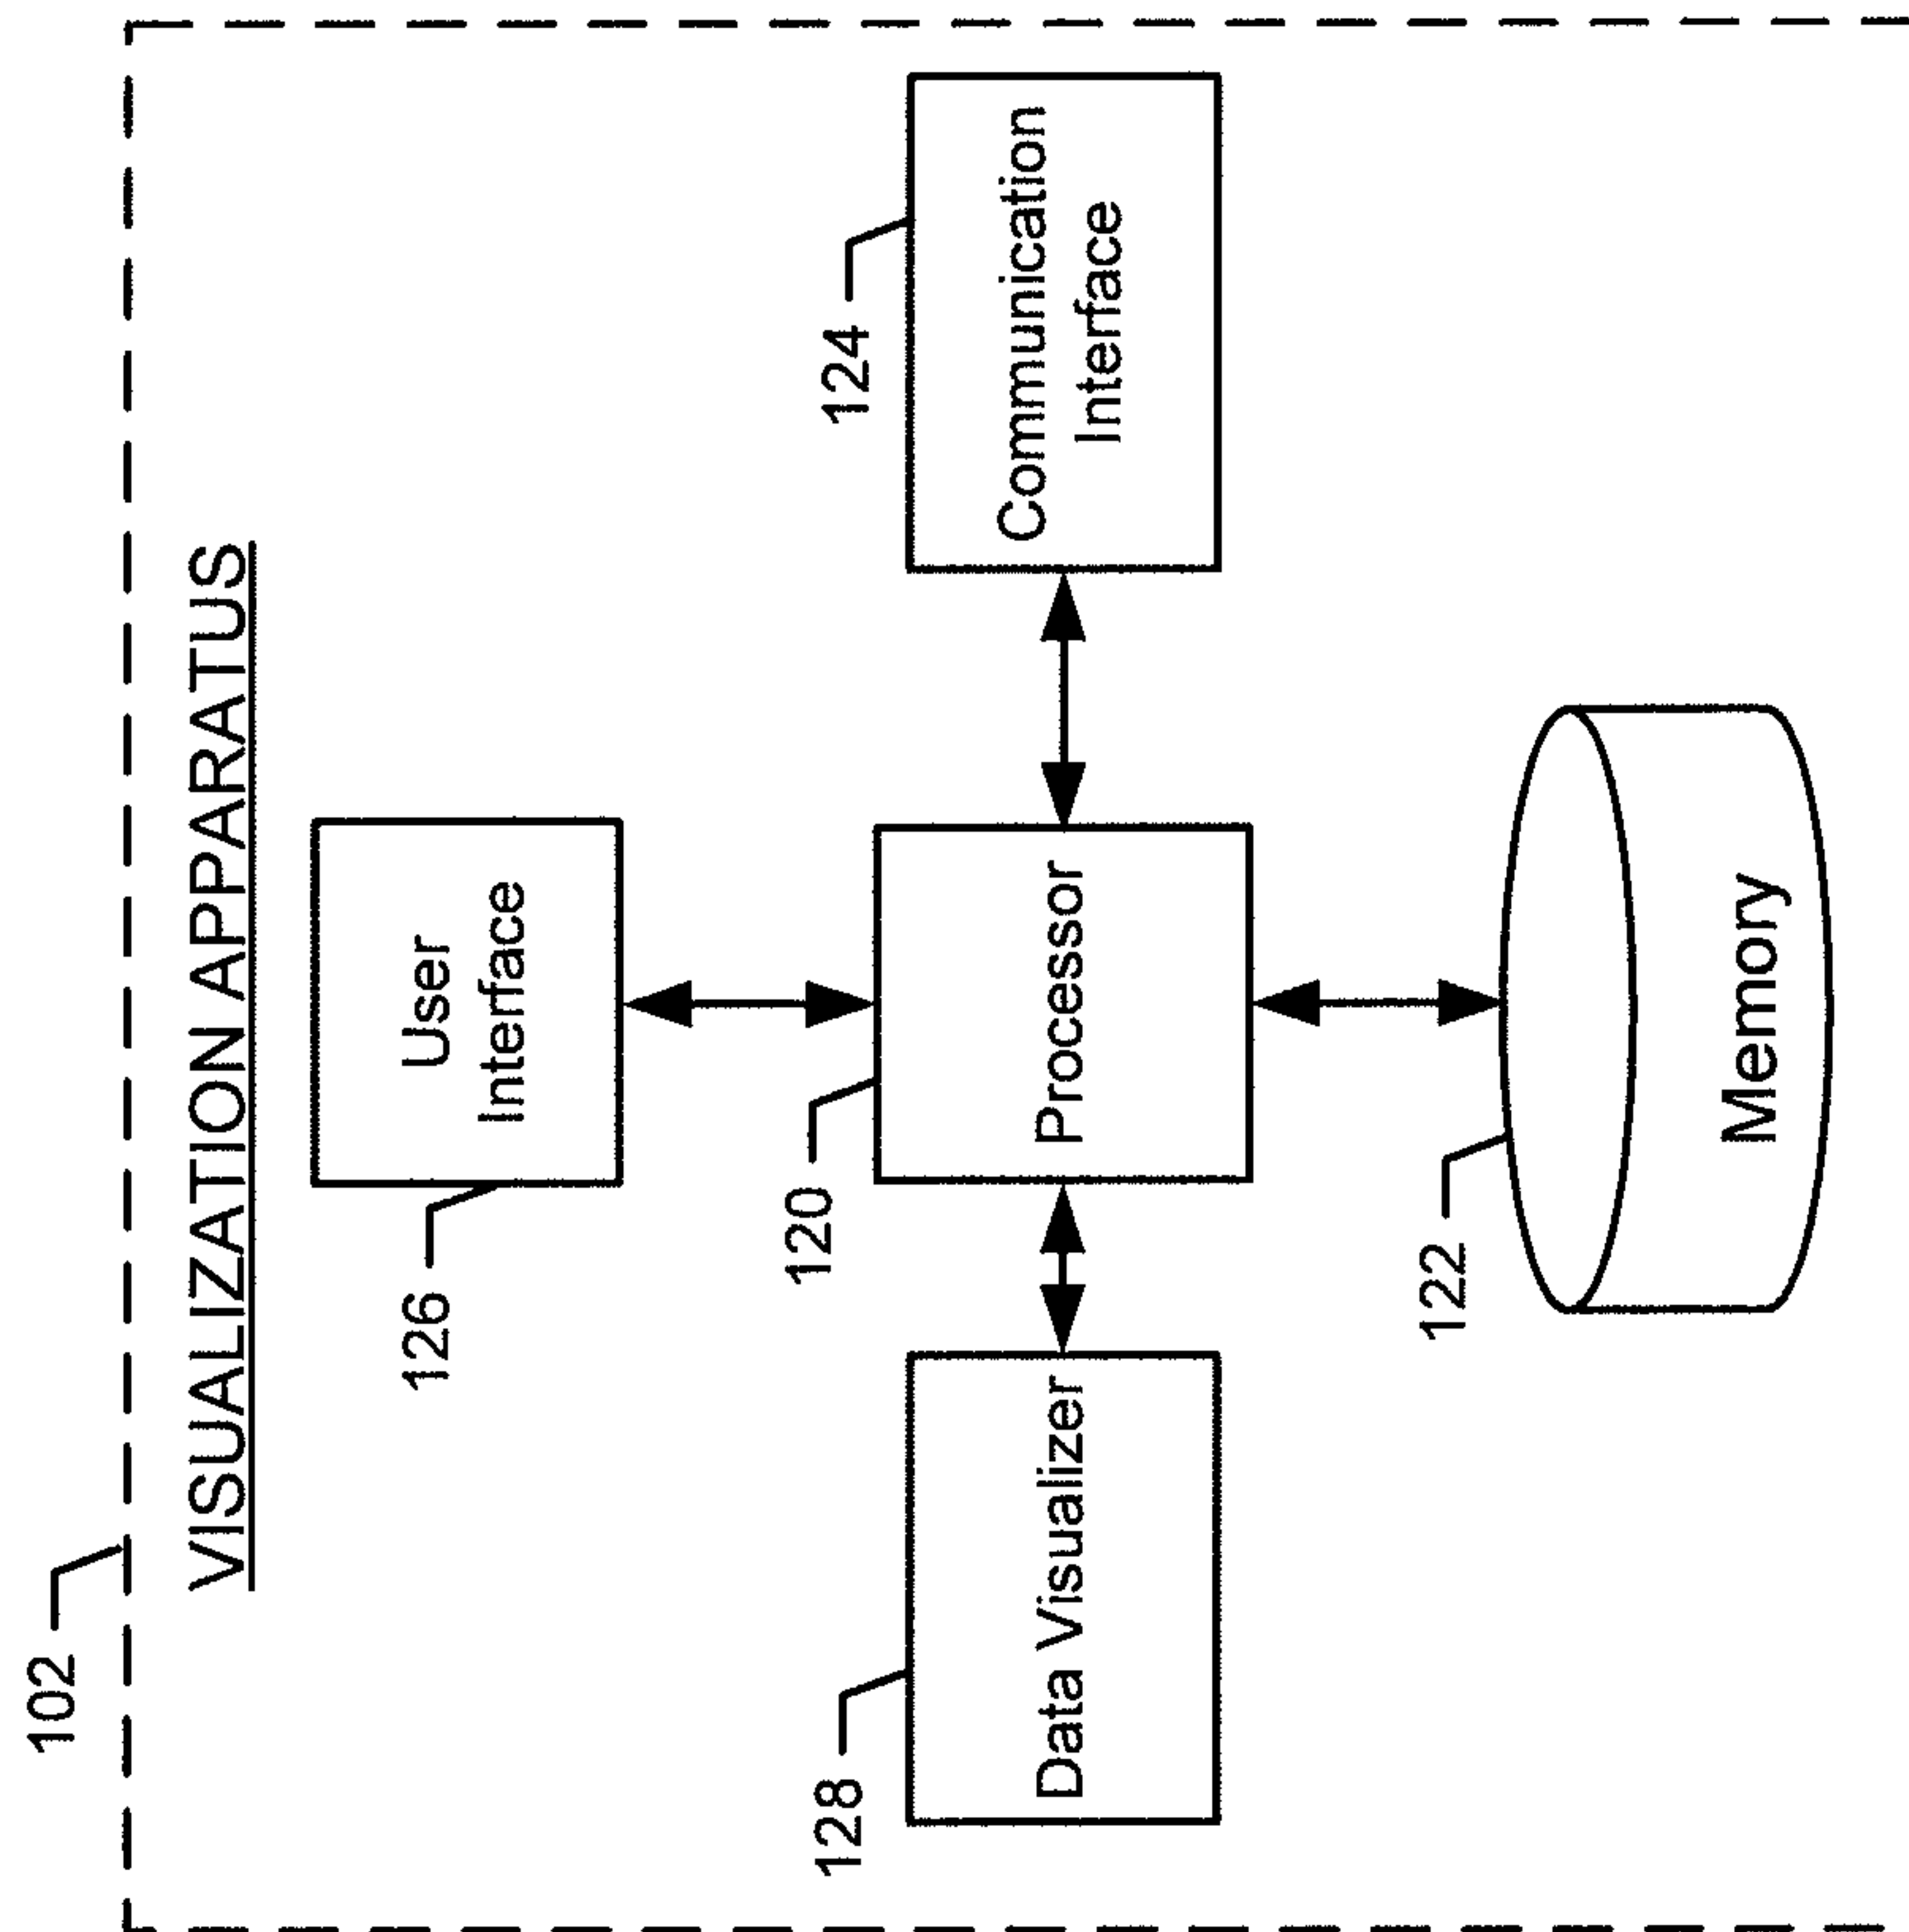 102
VISUALIZATION APPARATUS
126
User
Interface
120
Processor
128
Data Visualizer
124
Communication
Interface
122
Memory